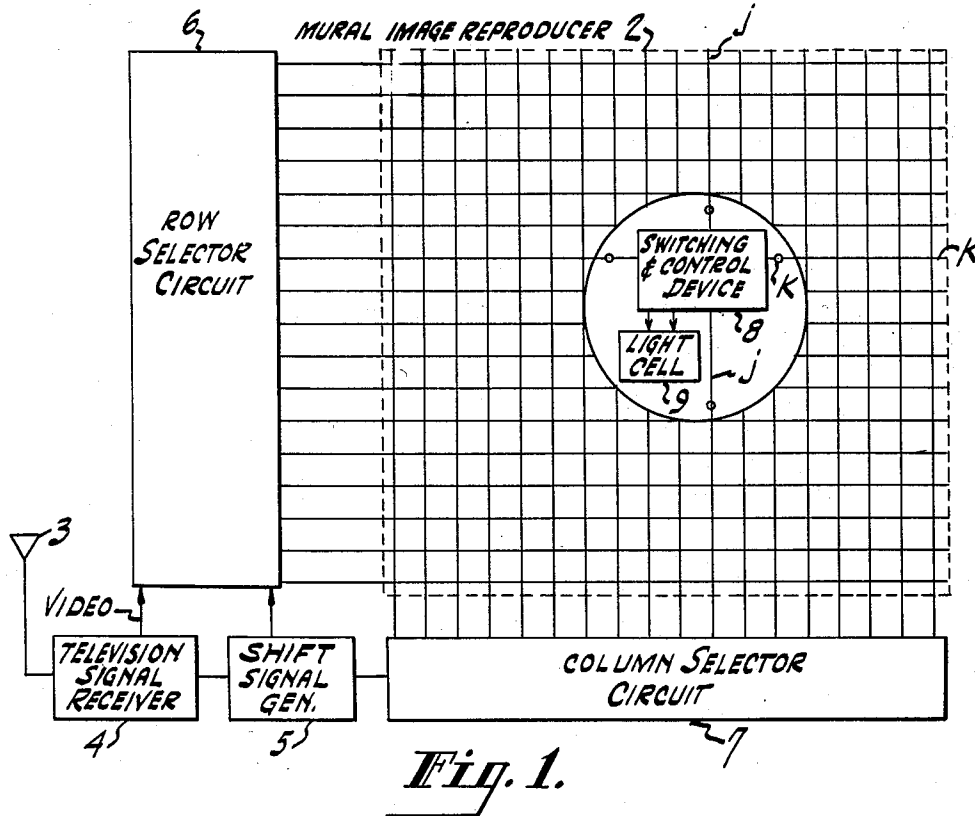 6
MURAL IMAGE REPRODUCER 2
j
ROW
SELECTOR
CIRCUIT
SWITCHING
& CONTROL
DEVICE
K
K
8
LIGHT
CELL
j
9
3
VIDEO
TELEVISION
SIGNAL
RECEIVER
SHIFT
SIGNAL
GEN.
COLUMN SELECTOR
CIRCUIT
4
5
7
Fig. 1.